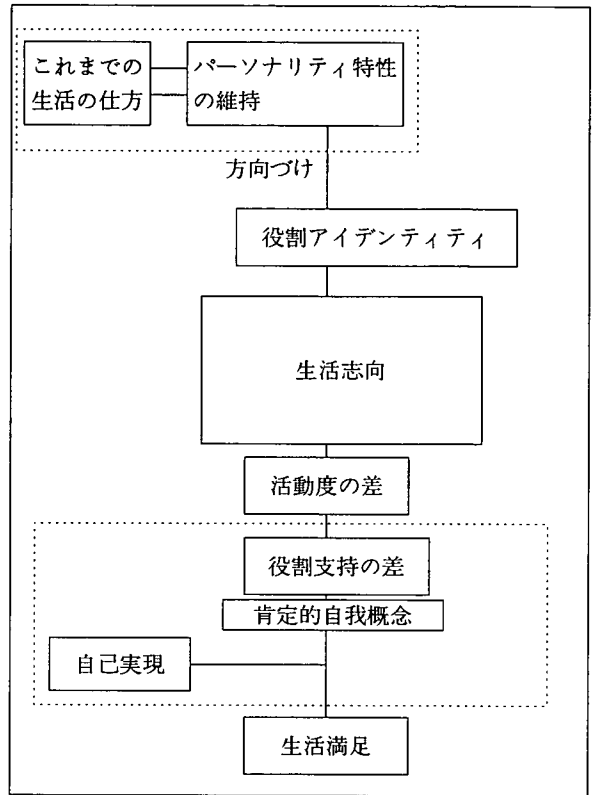 これまでの
生活の仕方
パーソナリティ特性
の維持
方向づけ
役割アイデンティティ
生活志向
活動度の差
役割支持の差
肯定的自我概念
自己実現
生活満足